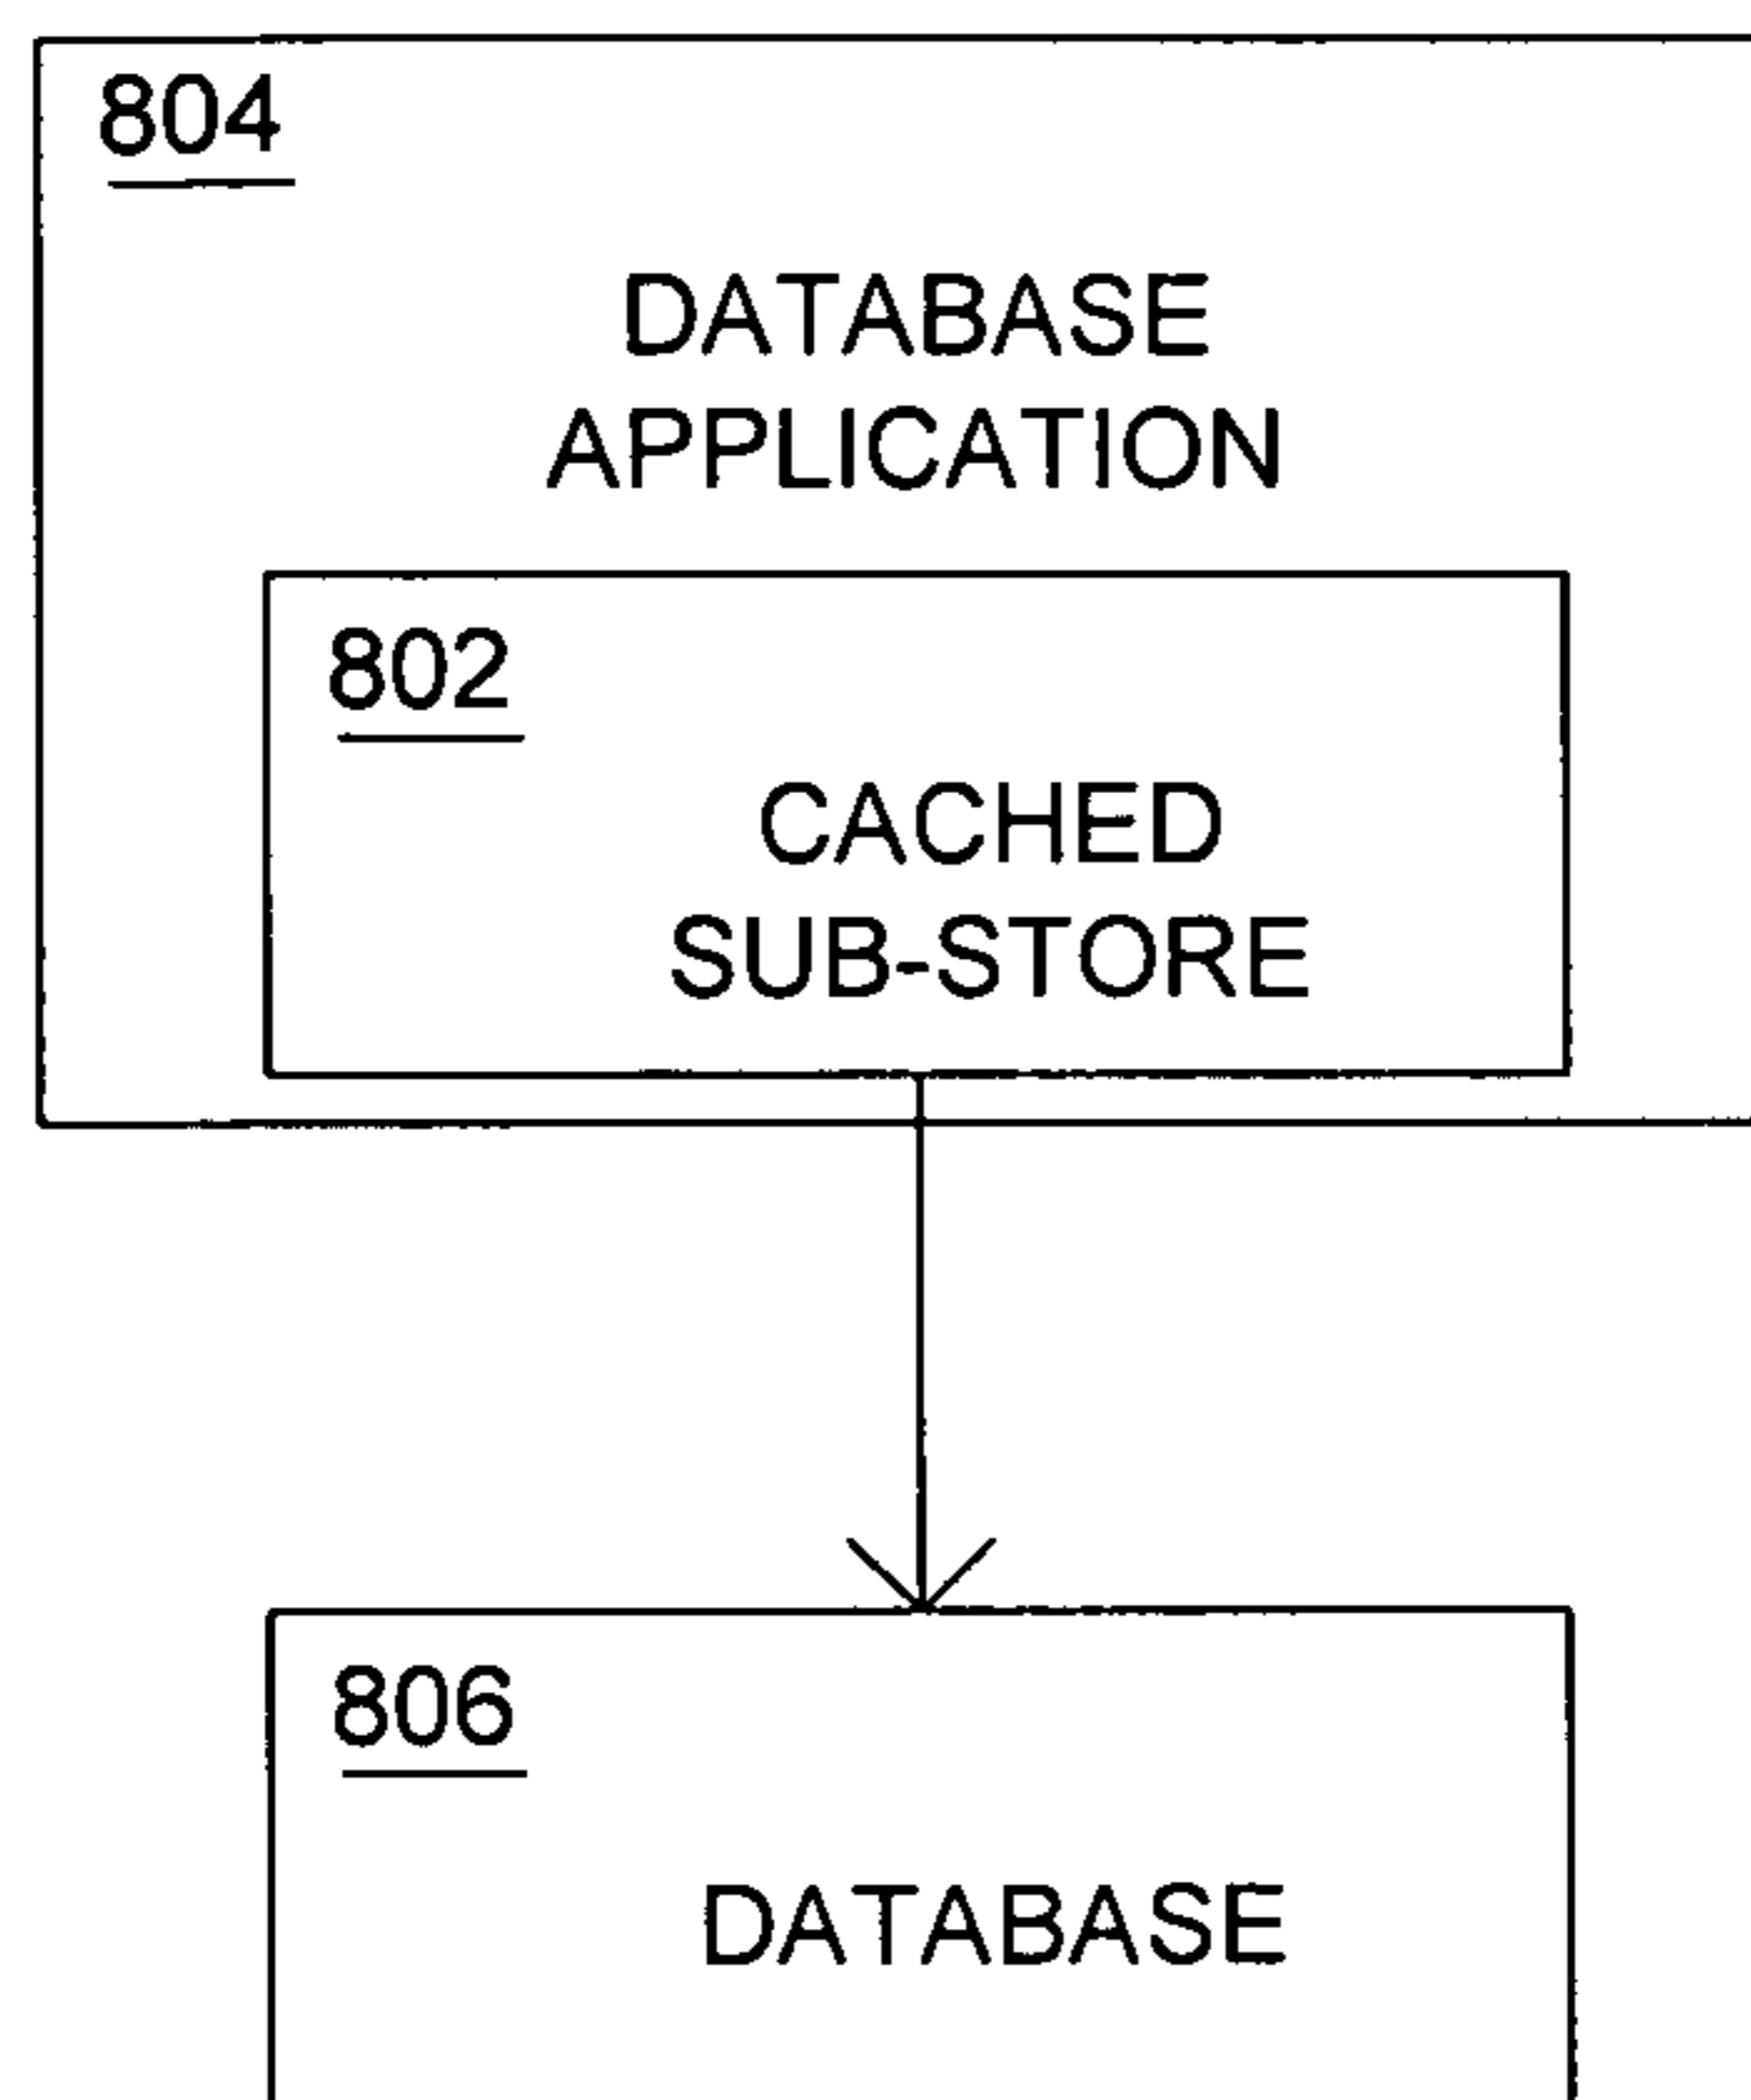 804
DATABASE
APPLICATION
802
CACHED
SUB-STORE
806
DATABASE